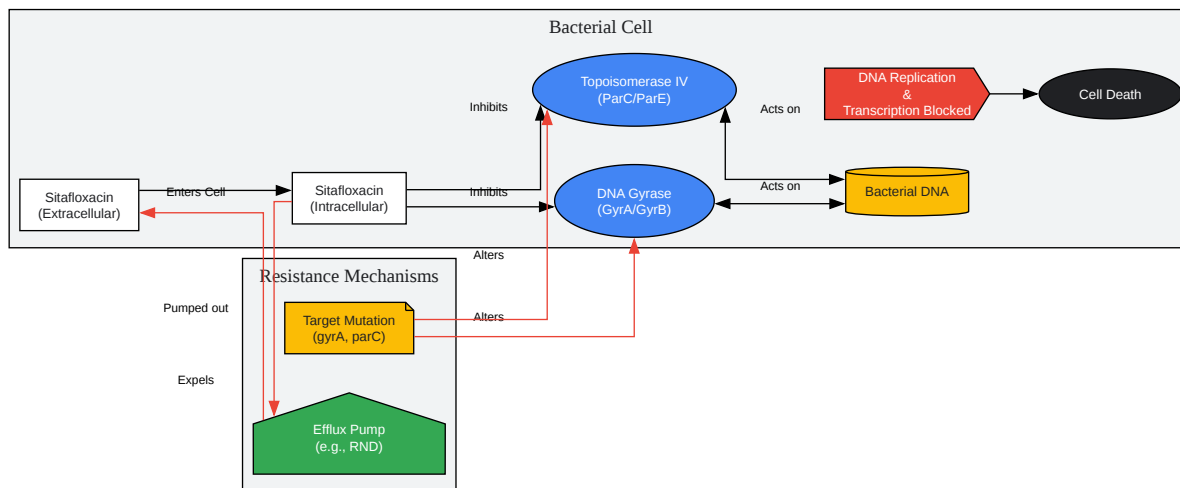 Bacterial Cell
Topoisomerase IV
(ParC/ParE)
DNA Replication
&
Transcription Blocked
Cell Death
Inhibits
Acts on
Sitafloxacin
(Extracellular)
Enters Cell
Sitafloxacin
(Intracellular)
Inhibits
DNA Gyrase
(GyrA/GyrB)
Acts on
Bacterial DNA
Alters
Resistance Mechanisms
Pumped out
Target Mutation
(gyrA, parC)
Alters
Expels
Efflux Pump
(e.g., RND)